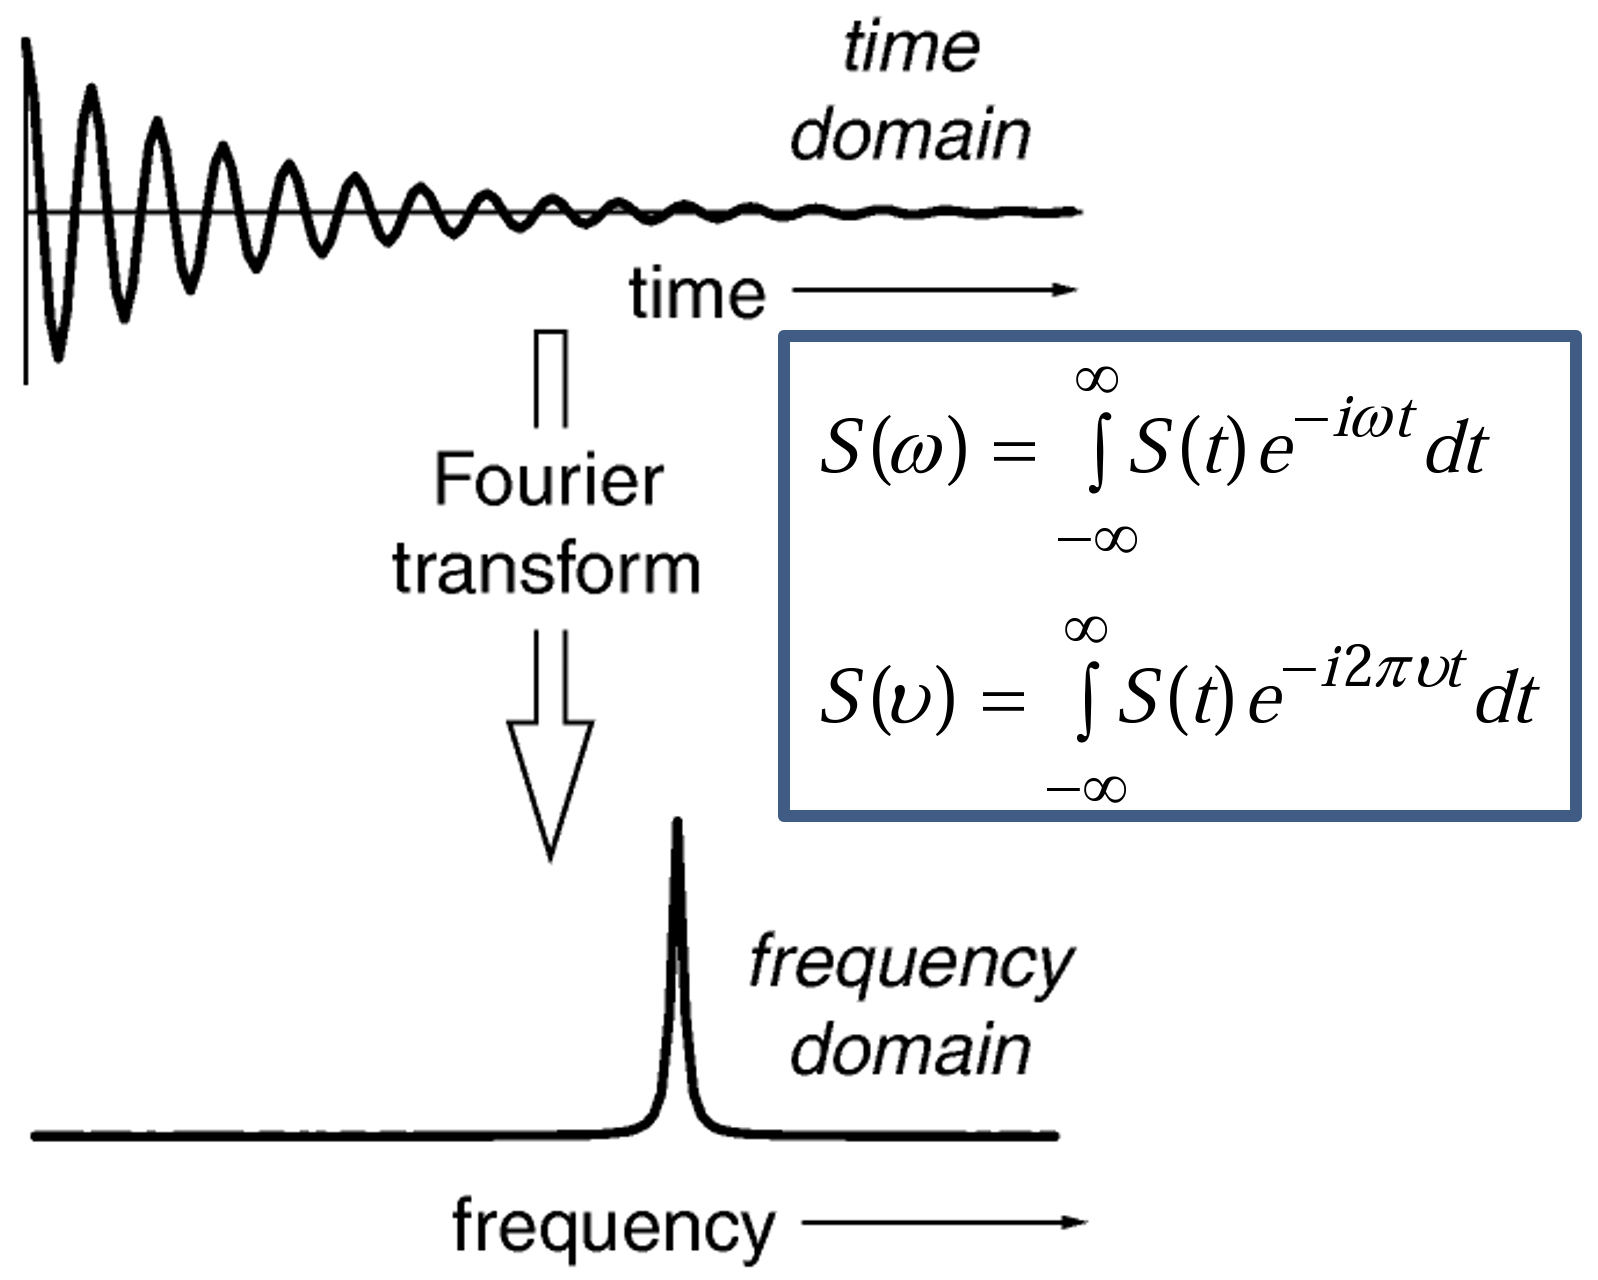 time
domain
time
S(ω) = ∫_{−∞}^{∞} S(t) e^{−iωt} dt
Fourier
transform
S(υ) = ∫_{−∞}^{∞} S(t) e^{−i2πυt} dt
frequency
domain
frequency